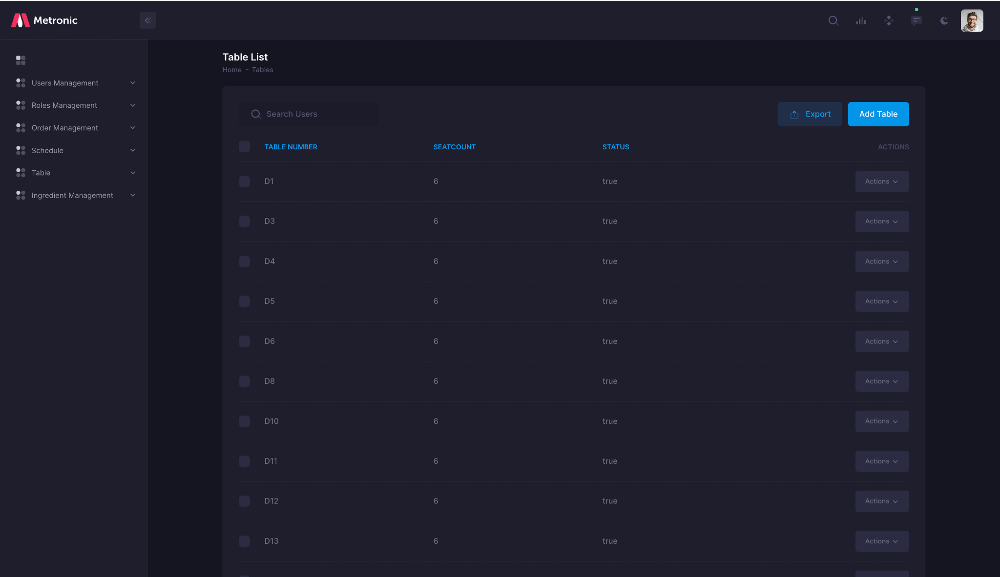 Metronic
Users Management
Roles Management
Order Management
Schedule
Table
Ingredient Management
Table List
Home - Tables
Search Users
Export
Add Table
TABLE NUMBER SEATCOUNT STATUS ACTIONS
D1 6 true Actions
D3 6 true Actions
D4 6 true Actions
D5 6 true Actions
D6 6 true Actions
D8 6 true Actions
D10 6 true Actions
D11 6 true Actions
D12 6 true Actions
D13 6 true Actions